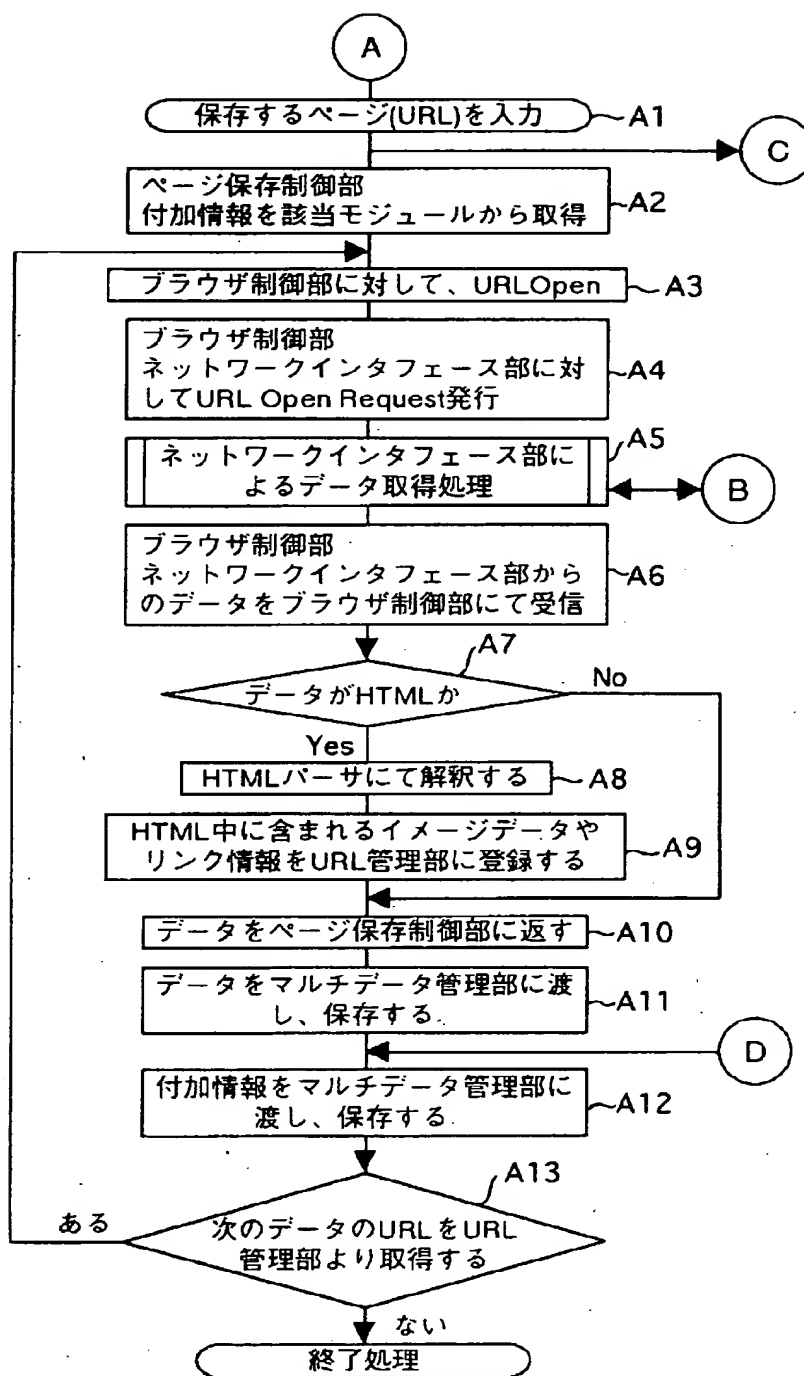 A
保存するページ(URL)を入力
A1
C
ページ保存制御部
付加情報を該当モジュールから取得
A2
ブラウザ制御部に対して、URLOpen
A3
ブラウザ制御部
ネットワークインタフェース部に対
してURL Open Request発行
A4
ネットワークインタフェース部に
よるデータ取得処理
A5
B
ブラウザ制御部
ネットワークインタフェース部から
のデータをブラウザ制御部にて受信
A6
A7
データがHTMLか
No
Yes
HTMLパーサにて解釈する
A8
HTML中に含まれるイメージデータや
リンク情報をURL管理部に登録する
A9
データをページ保存制御部に返す
A10
データをマルチデータ管理部に渡
し、保存する
A11
D
付加情報をマルチデータ管理部に
渡し、保存する
A12
A13
ある
次のデータのURLをURL
管理部より取得する
ない
終了処理